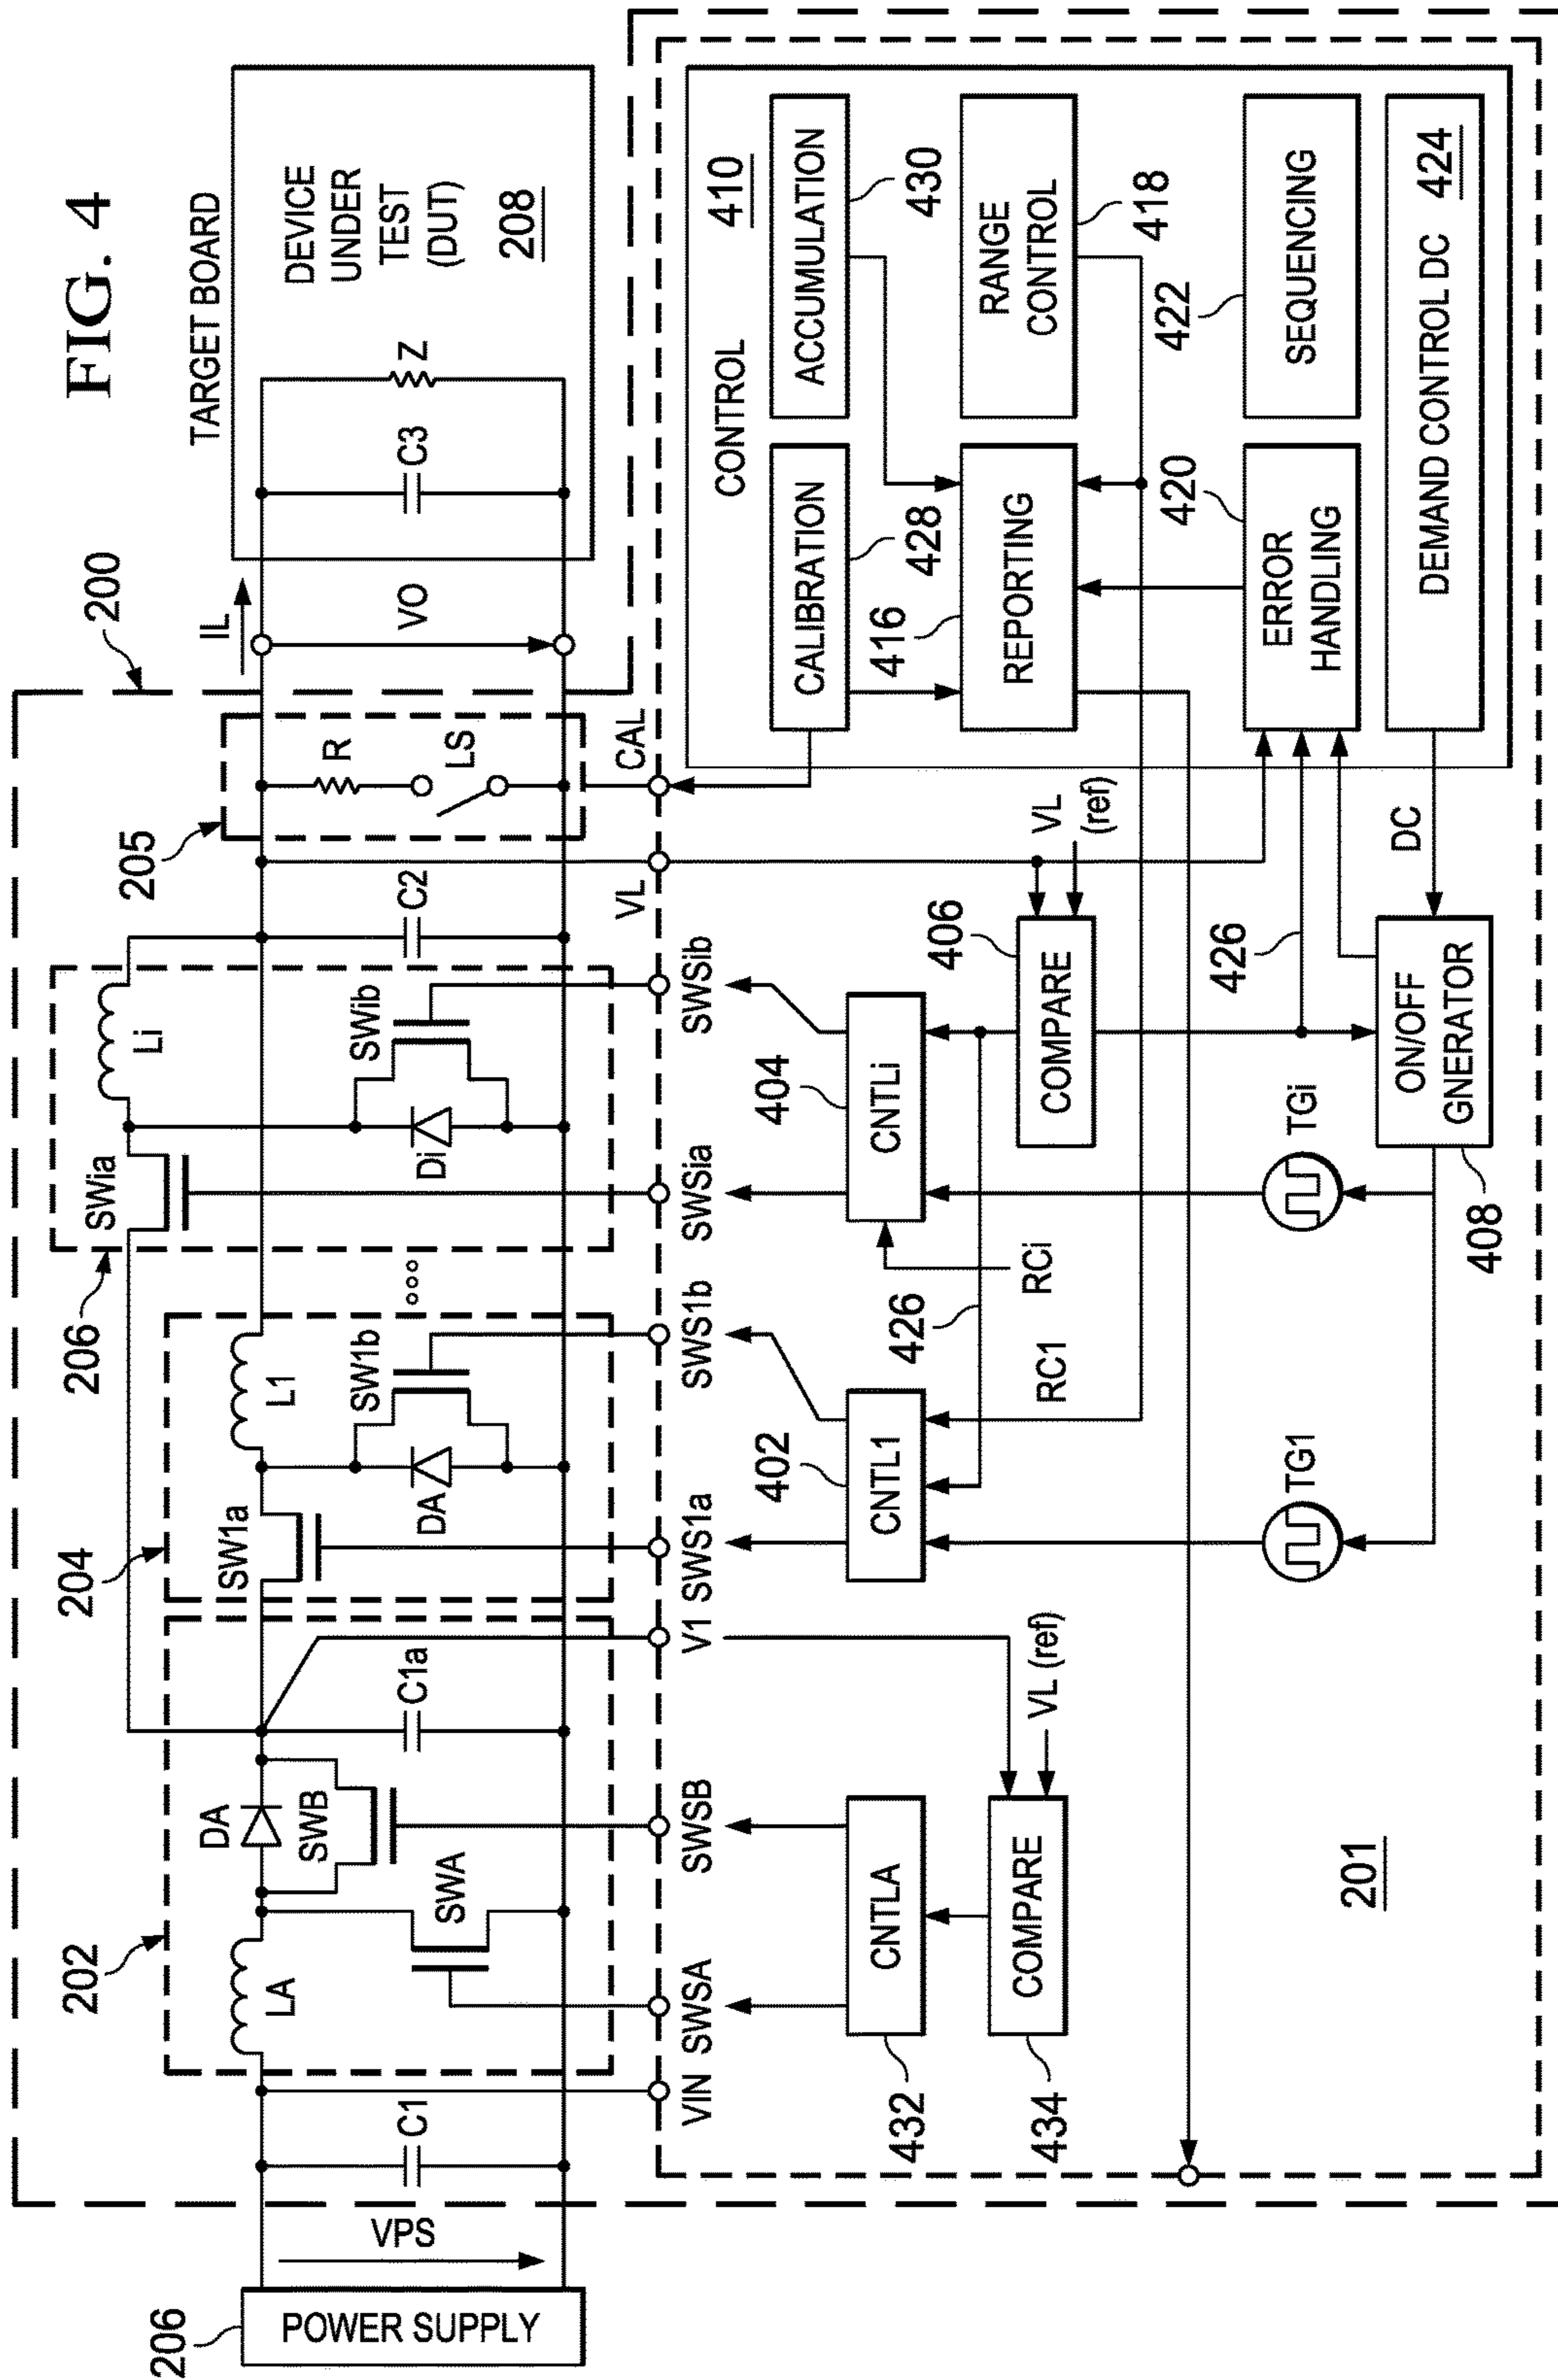 FIG. 4
TARGET BOARD
DEVICE
UNDER
TEST
(DUT)
208
Z
C3
200
IL
VO
205
R
LS
CAL
VL
C2
206
Li
SWia
SWib
Di
204
L1
SW1a
SW1b
DA
202
LA
DA
SWB
SWA
C1a
C1
VPS
206
POWER SUPPLY
VIN
SWSA
SWSB
V1
SWS1a
SWS1b
SWSia
SWSib
CONTROL
410
CALIBRATION
428
ACCUMULATION
430
416
REPORTING
RANGE
CONTROL
418
420
ERROR
HANDLING
422
SEQUENCING
DEMAND CONTROL DC
424
VL
(ref)
DC
406
COMPARE
426
404
CNTLi
RCi
426
402
CNTL1
RC1
ON/OFF
GNERATOR
408
TGi
TG1
CNTLA
432
COMPARE
434
VL (ref)
201